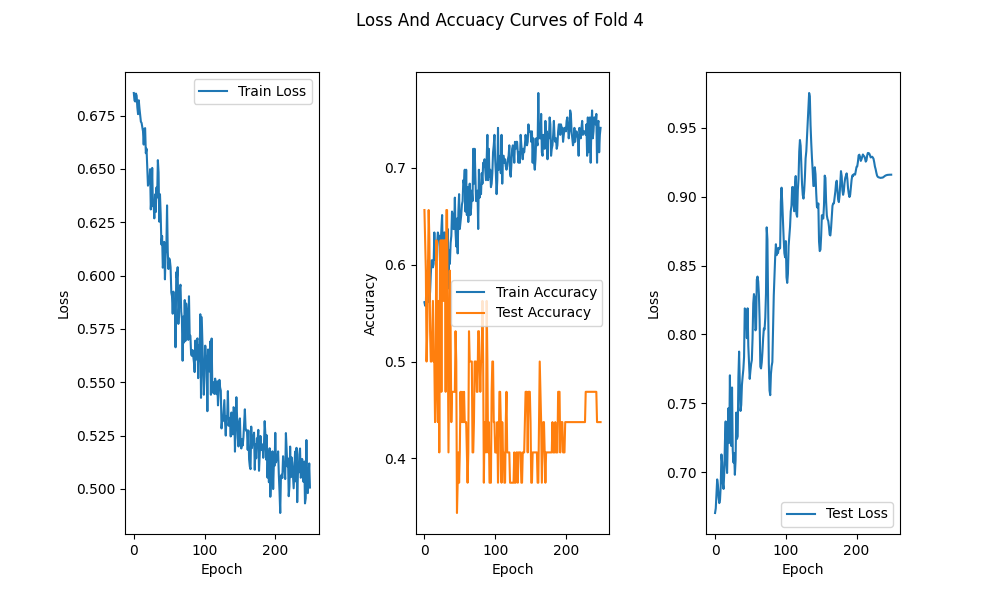 Loss And Accuacy Curves of Fold 4
Train Loss
0.675
0.650
0.625
0.600
0.575
0.550
0.525
0.500
Loss
0
100
200
Epoch
0.7
0.6
0.5
0.4
Accuracy
Train Accuracy
Test Accuracy
0
100
200
Epoch
0.95
0.90
0.85
0.80
0.75
0.70
Loss
Test Loss
0
100
200
Epoch